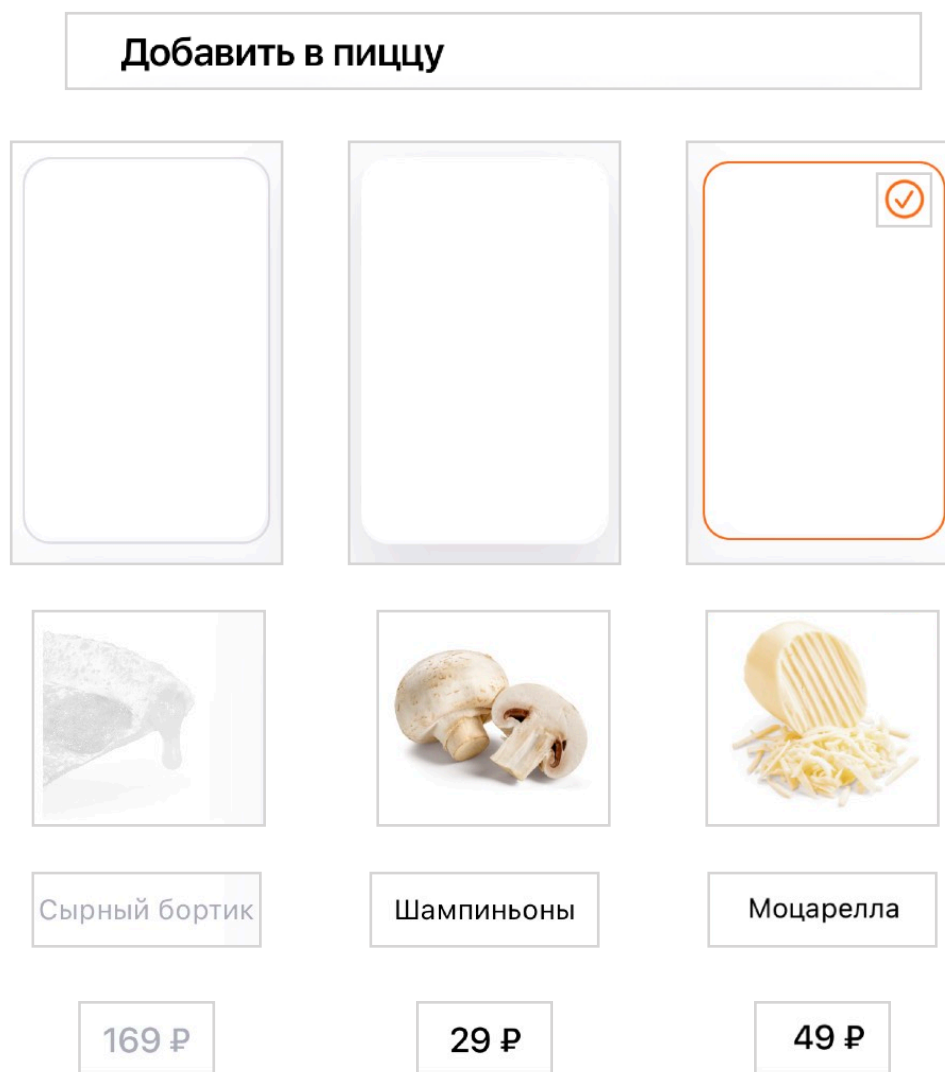 Добавить в пиццу
Сырный бортик
Шампиньоны
Моцарелла
169 ₽
29 ₽
49 ₽